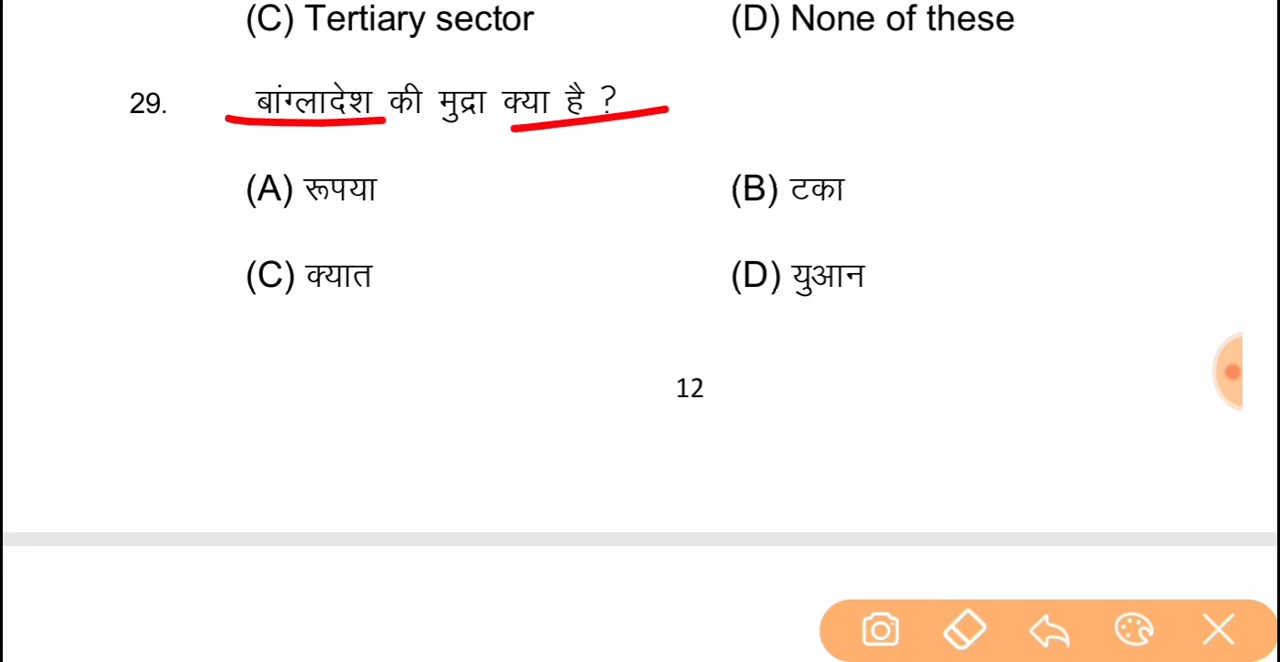 (C) Tertiary sector (D) None of these
29. बांग्लादेश की मुद्रा क्या है ?
(A) रूपया (B) टका
(C) क्यात (D) युआन
12